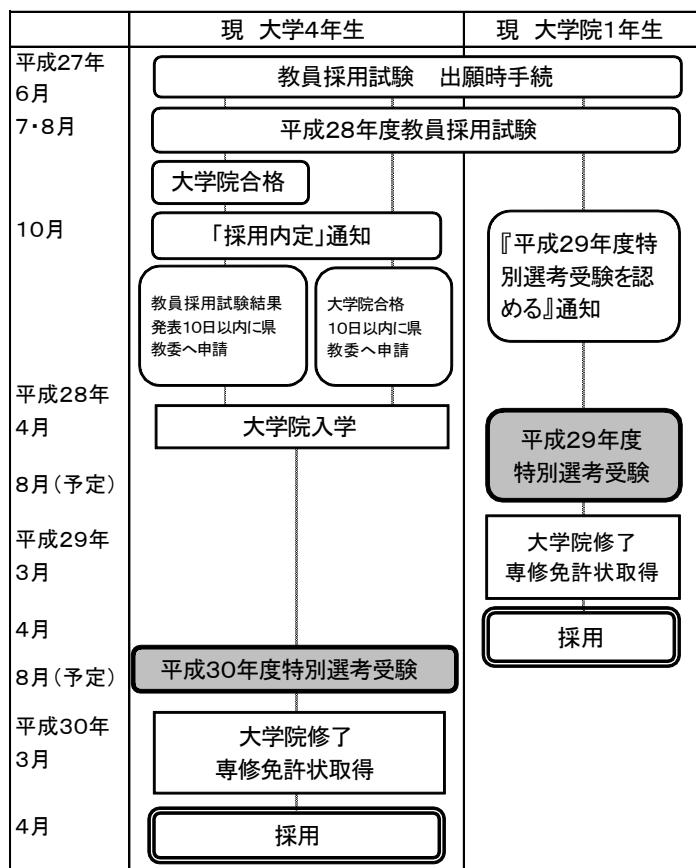 現 大学4年生
現 大学院1年生
平成27年
6月
教員採用試験 出願時手続
7・8月
平成28年度教員採用試験
大学院合格
10月
「採用内定」通知
『平成29年度特
別選考受験を認
める』通知
教員採用試験結果
発表10日以内に県
教委へ申請
大学院合格
10日以内に県
教委へ申請
平成28年
4月
大学院入学
平成29年度
特別選考受験
8月(予定)
平成29年
3月
大学院修了
専修免許状取得
4月
採用
8月(予定)
平成30年度特別選考受験
平成30年
3月
大学院修了
専修免許状取得
4月
採用